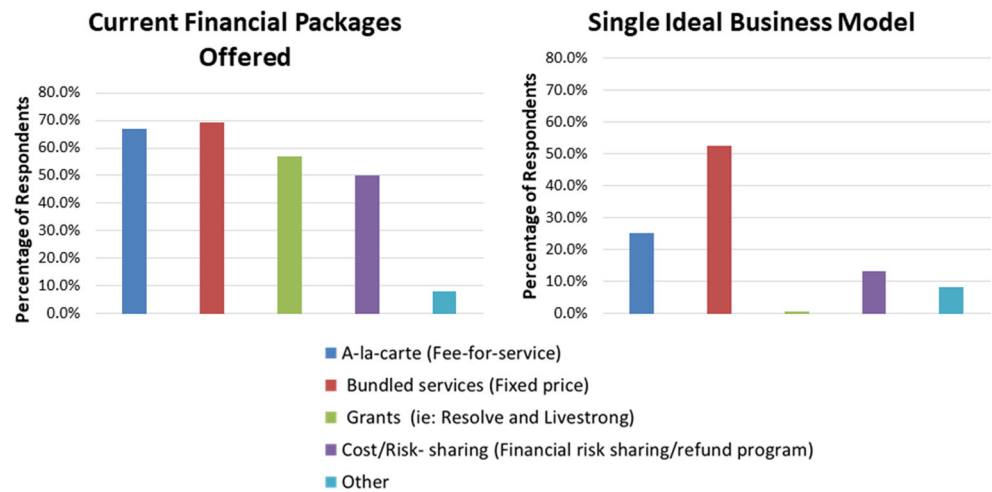 Current Financial Packages
Offered
Percentage of Respondents
80.0%
70.0%
60.0%
50.0%
40.0%
30.0%
20.0%
10.0%
0.0%
Single Ideal Business Model
Percentage of Respondents
80.0%
70.0%
60.0%
50.0%
40.0%
30.0%
20.0%
10.0%
0.0%
A-la-carte (Fee-for-service)
Bundled services (Fixed price)
Grants (ie: Resolve and Livestrong)
Cost/Risk- sharing (Financial risk sharing/refund program)
Other